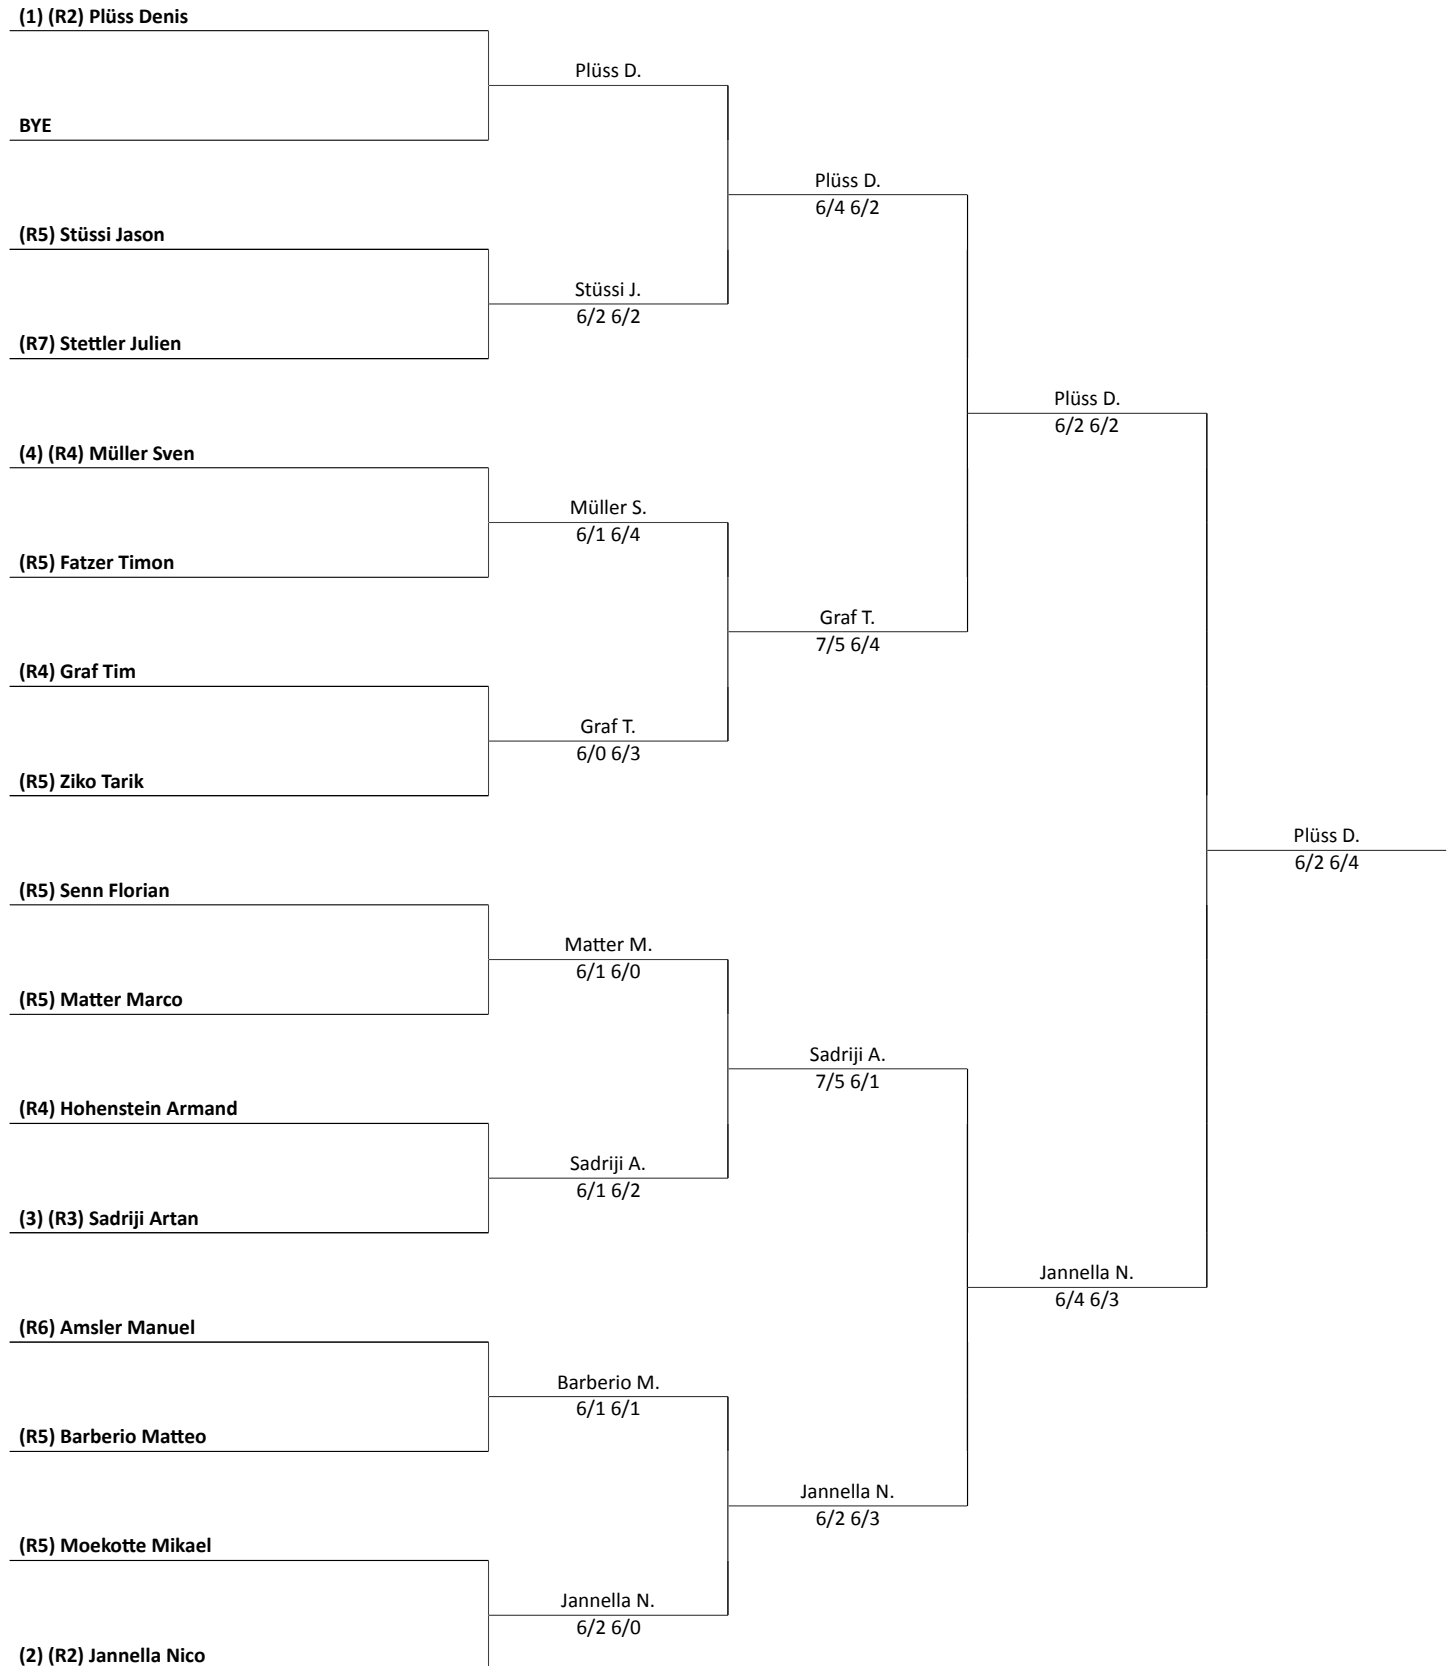 (1) (R2) Plüss Denis
Plüss D.
BYE
Plüss D.
6/4 6/2
(R5) Stüssi Jason
Stüssi J.
6/2 6/2
(R7) Stettler Julien
Plüss D.
6/2 6/2
(4) (R4) Müller Sven
Müller S.
6/1 6/4
(R5) Fatzer Timon
Graf T.
7/5 6/4
(R4) Graf Tim
Graf T.
6/0 6/3
(R5) Ziko Tarik
Plüss D.
6/2 6/4
(R5) Senn Florian
Matter M.
6/1 6/0
(R5) Matter Marco
Sadriji A.
7/5 6/1
(R4) Hohenstein Armand
Sadriji A.
6/1 6/2
(3) (R3) Sadriji Artan
Jannella N.
6/4 6/3
(R6) Amsler Manuel
Barberio M.
6/1 6/1
(R5) Barberio Matteo
Jannella N.
6/2 6/3
(R5) Moekotte Mikael
Jannella N.
6/2 6/0
(2) (R2) Jannella Nico